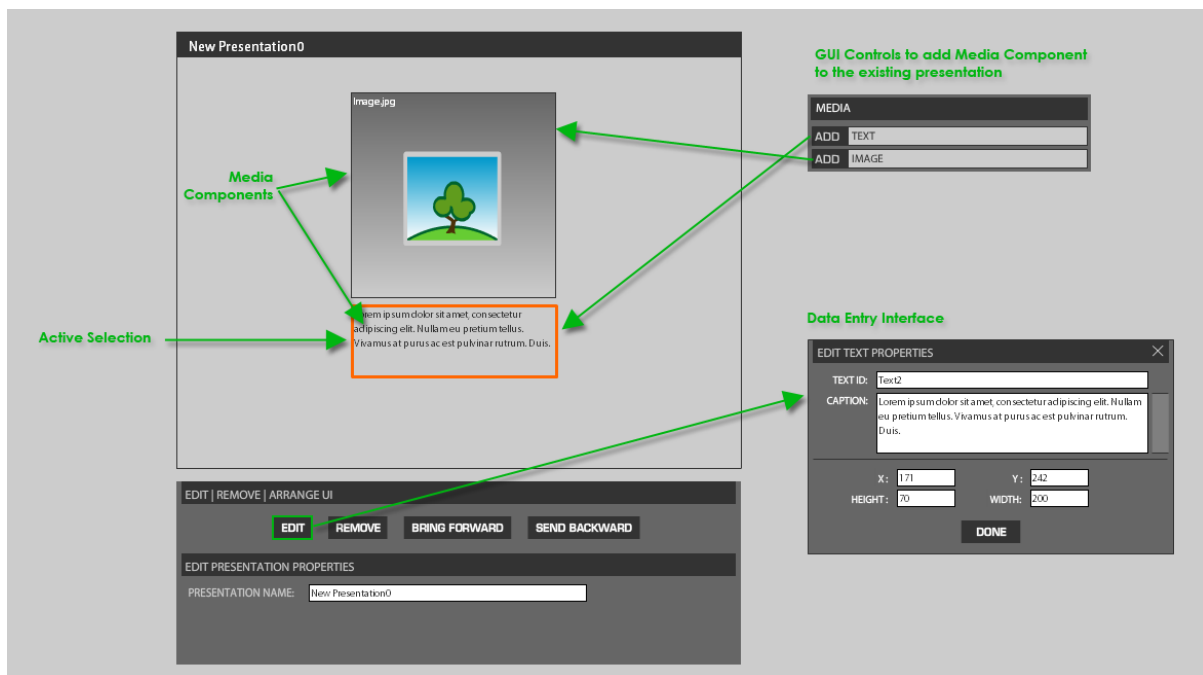 New Presentation0
GUI Controls to add Media Component
to the existing presentation
Image.jpg
MEDIA
ADD TEXT
ADD IMAGE
Media
Components
Lorem ipsum dolor sit amet, consectetur
adipiscing elit. Nullam eu pretium tellus.
Vivamus at purus ac est pulvinar rutrum. Duis.
Active Selection
Data Entry Interface
EDIT TEXT PROPERTIES
TEXT ID: Text2
CAPTION: Lorem ipsum dolor sit amet, consectetur adipiscing elit. Nullam
eu pretium tellus. Vivamus at purus ac est pulvinar rutrum.
Duis.
X: 171 Y: 242
HEIGHT: 70 WIDTH: 200
DONE
EDIT | REMOVE | ARRANGE UI
EDIT REMOVE BRING FORWARD SEND BACKWARD
EDIT PRESENTATION PROPERTIES
PRESENTATION NAME: New Presentation0